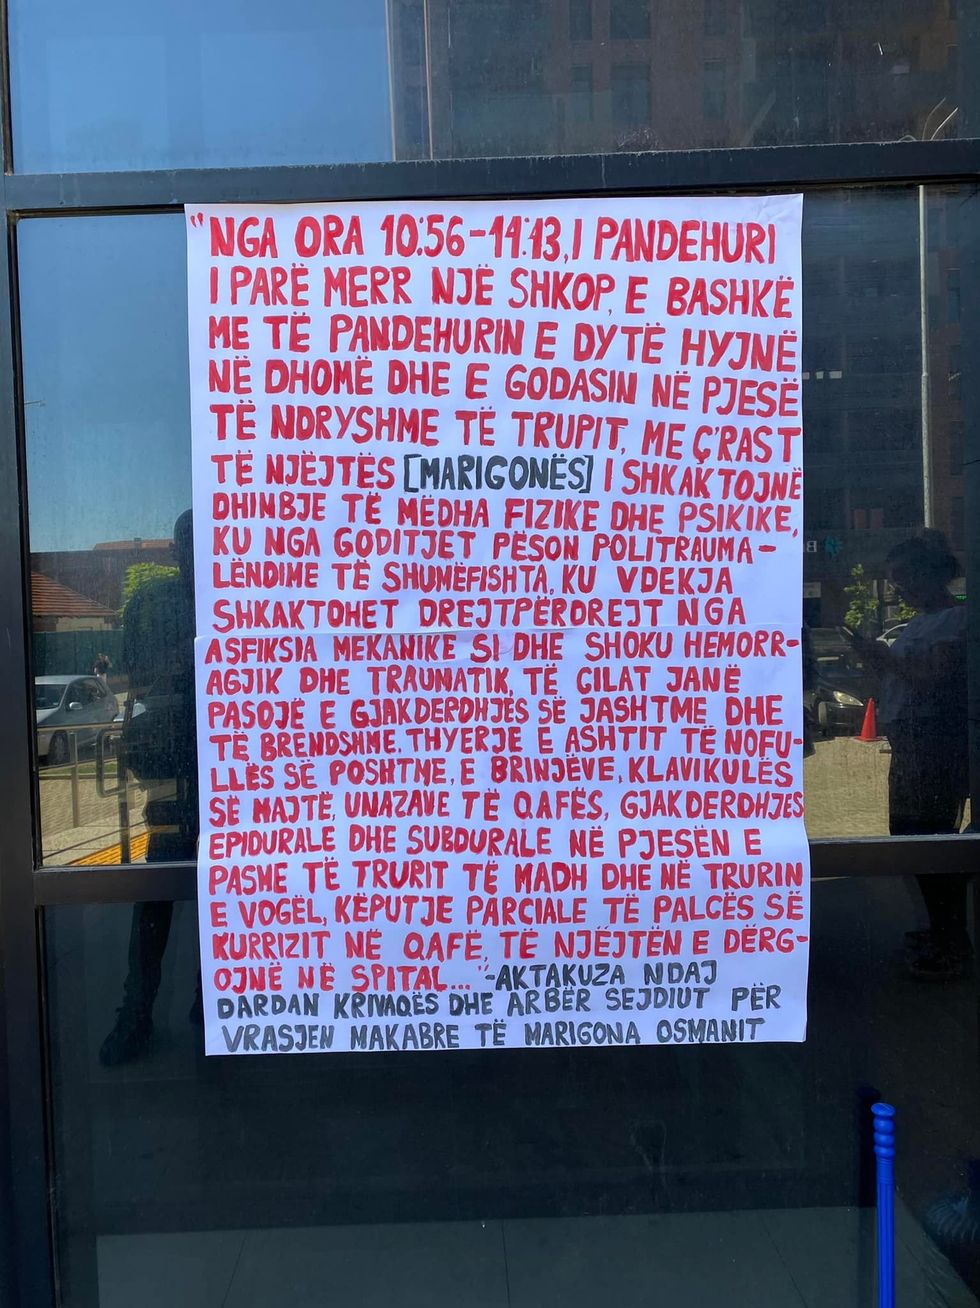 "NGA ORA 10:56-14:13, I PANDEHURI
I PARË MERR NJË SHKOP, E BASHKË
ME TË PANDEHURIN E DYTË HYJNË
NË DHOMË DHE E GODASIN NË PJESË
TË NDRYSHME TË TRUPIT, ME Ç'RAST
TË NJËJTËS [MARIGONËS] I SHKAKTOJNË
DHINBJE TË MËDHA FIZIKE DHE PSIKIKE,
KU NGA GODITJET PËSON POLITRAUMA-
LËNDIME TË SHUMËFISHTA, KU VDEKJA
SHKAKTOHET DREJTPËRDREJT NGA
ASFIKSIA MEKANIKE SI DHE SHOKU HEMORR-
AGJIK DHE TRAUMATIK, TË CILAT JANË
PASOJË E GJAKDERDHJËS SË JASHTME DHE
TË BRENDSHME. THYERJE E ASHTIT TË NOFU-
LLËS SË POSHTME, E BRINJËVE, KLAVIKULËS
SË MAJTË, UNAZAVE TË QAFËS, GJAKDERDHJES
EPIDURALE DHE SUBDURALE NË PJESËN E
PASME TË TRURIT TË MADH DHE NË TRURIN
E VOGËL, KËPUTJE PARCIALE TË PALCËS SË
KURRIZIT NË QAFË, TË NJËJTËN E DËRG-
OJNË NË SPITAL..."-AKTAKUZA NDAJ
DARDAN KRIVAQËS DHE ARBËR SEJDIUT PËR
VRASJEN MAKABRE TË MARIGONA OSMANIT